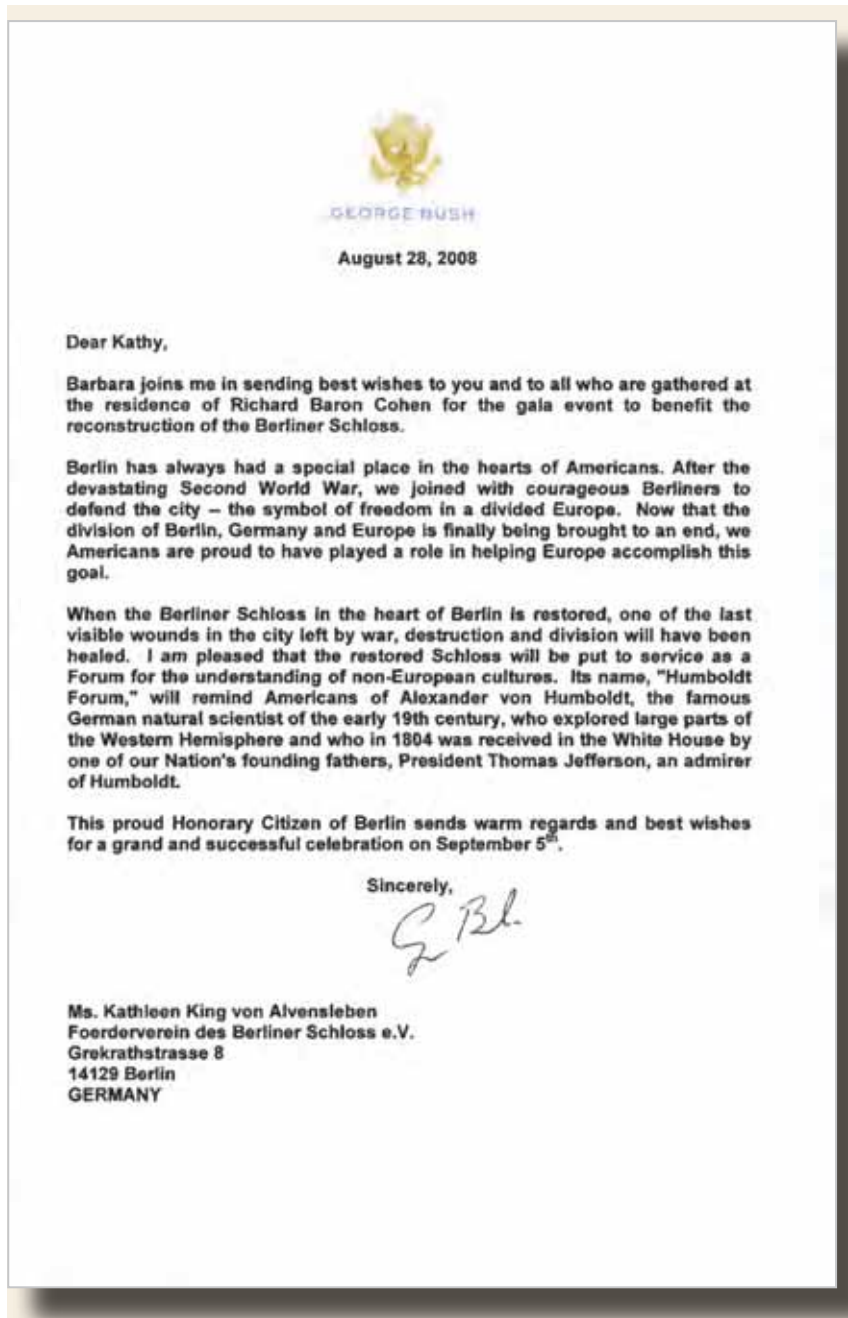 GEORGE BUSH
August 28, 2008
Dear Kathy,
Barbara joins me in sending best wishes to you and to all who are gathered at
the residence of Richard Baron Cohen for the gala event to benefit the
reconstruction of the Berliner Schloss.
Berlin has always had a special place in the hearts of Americans. After the
devastating Second World War, we joined with courageous Berliners to
defend the city – the symbol of freedom in a divided Europe. Now that the
division of Berlin, Germany and Europe is finally being brought to an end, we
Americans are proud to have played a role in helping Europe accomplish this
goal.
When the Berliner Schloss in the heart of Berlin is restored, one of the last
visible wounds in the city left by war, destruction and division will have been
healed. I am pleased that the restored Schloss will be put to service as a
Forum for the understanding of non-European cultures. Its name, "Humboldt
Forum," will remind Americans of Alexander von Humboldt, the famous
German natural scientist of the early 19th century, who explored large parts of
the Western Hemisphere and who in 1804 was received in the White House by
one of our Nation's founding fathers, President Thomas Jefferson, an admirer
of Humboldt.
This proud Honorary Citizen of Berlin sends warm regards and best wishes
for a grand and successful celebration on September 5th.
Sincerely,
G Bl.
Ms. Kathleen King von Alvensleben
Foerderverein des Berliner Schloss e.V.
Grekrathstrasse 8
14129 Berlin
GERMANY